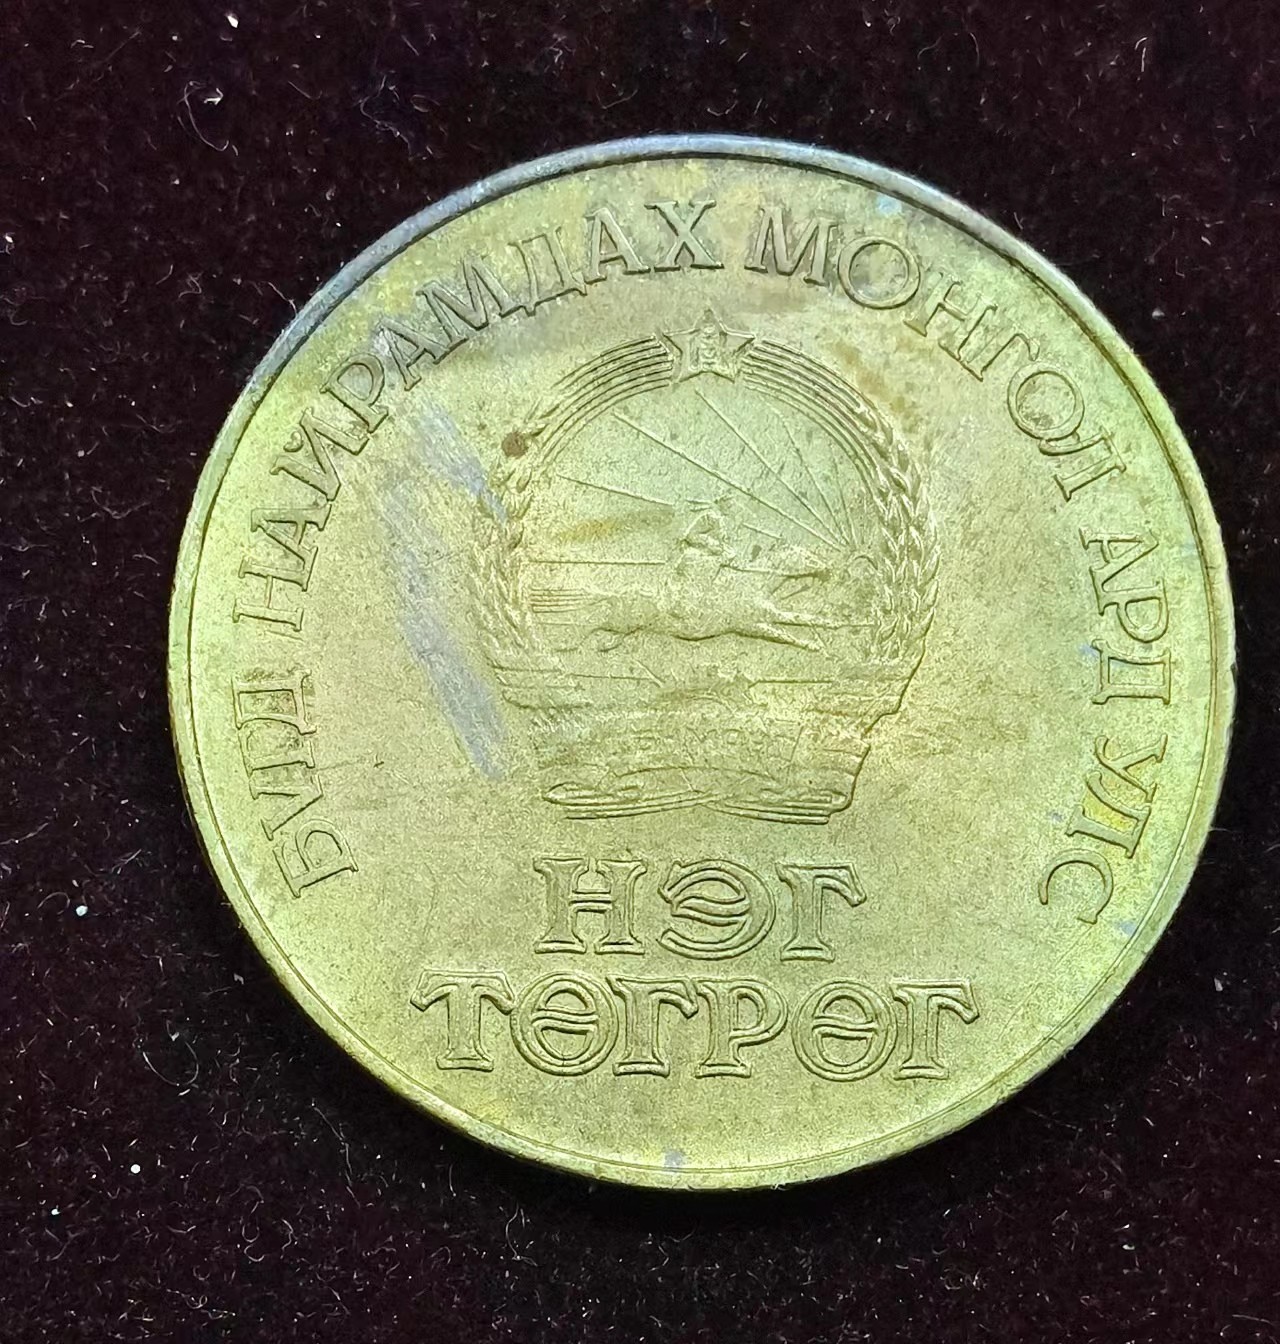 БҮГД НАЙРАМДАХ МОНГОЛ АРД УЛС
НЭГ
ТӨГРӨГ